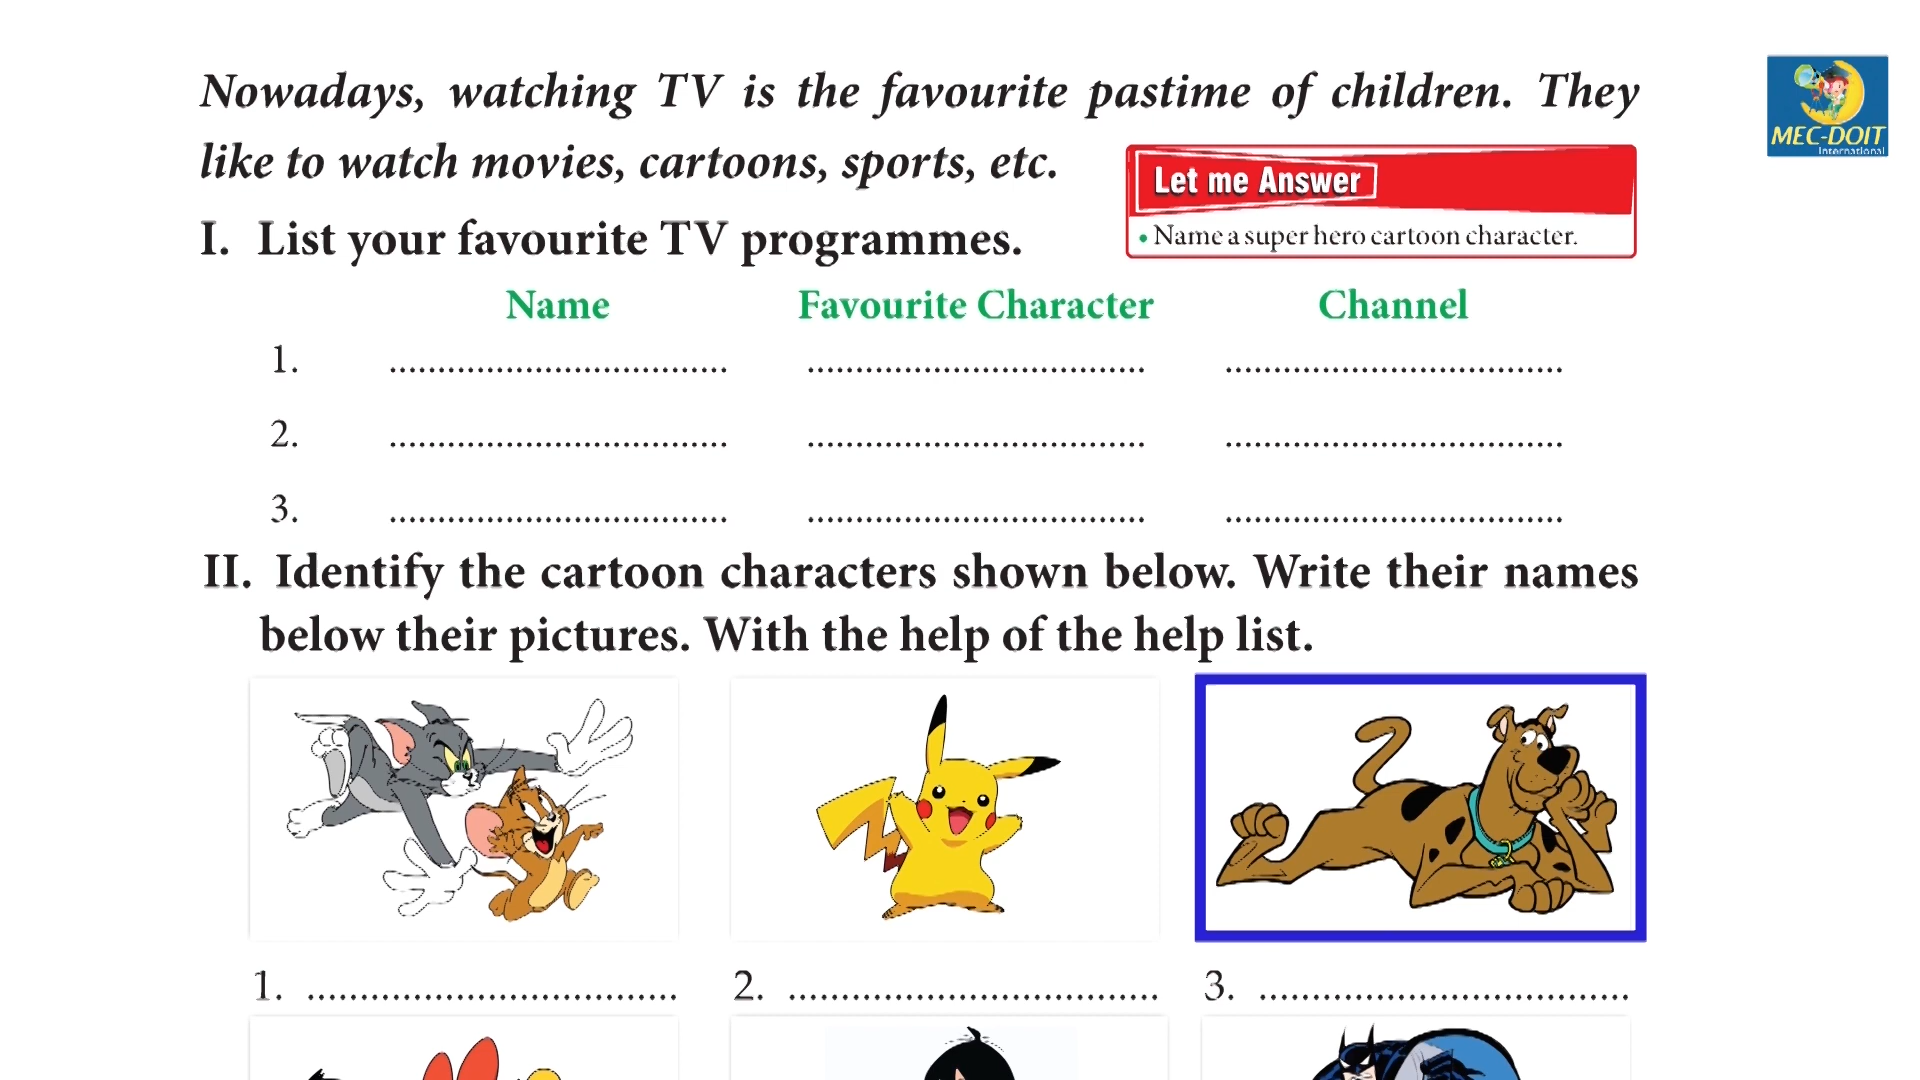 Nowadays, watching TV is the favourite pastime of children. They
like to watch movies, cartoons, sports, etc.
MEC-DOIT
International
Let me Answer
• Name a super hero cartoon character.
I. List your favourite TV programmes.
Name Favourite Character Channel
1. .................................. .................................. ..................................
2. .................................. .................................. ..................................
3. .................................. .................................. ..................................
II. Identify the cartoon characters shown below. Write their names
below their pictures. With the help of the help list.
1. ................................... 2. ................................... 3. ...................................